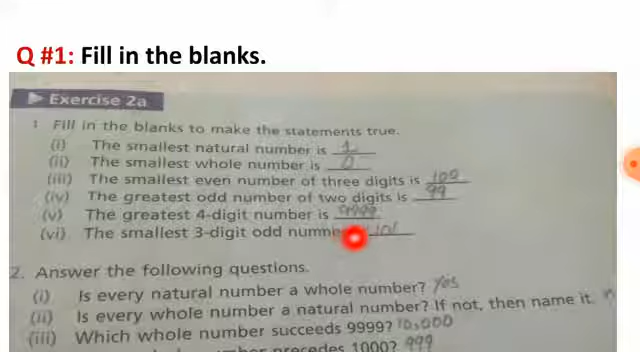 Q #1: Fill in the blanks.
Exercise 2a
1 Fill in the blanks to make the statements true.
(i) The smallest natural number is 1
(ii) The smallest whole number is 0
(iii) The smallest even number of three digits is 100
(iv) The greatest odd number of two digits is 99
(v) The greatest 4-digit number is 9999
(vi) The smallest 3-digit odd 101
2. Answer the following questions.
(i) Is every natural number a whole number? Yes
(ii) Is every whole number a natural number? If not, then name it.
(iii) Which whole number succeeds 9999? 10,000
precedes 1000? 999